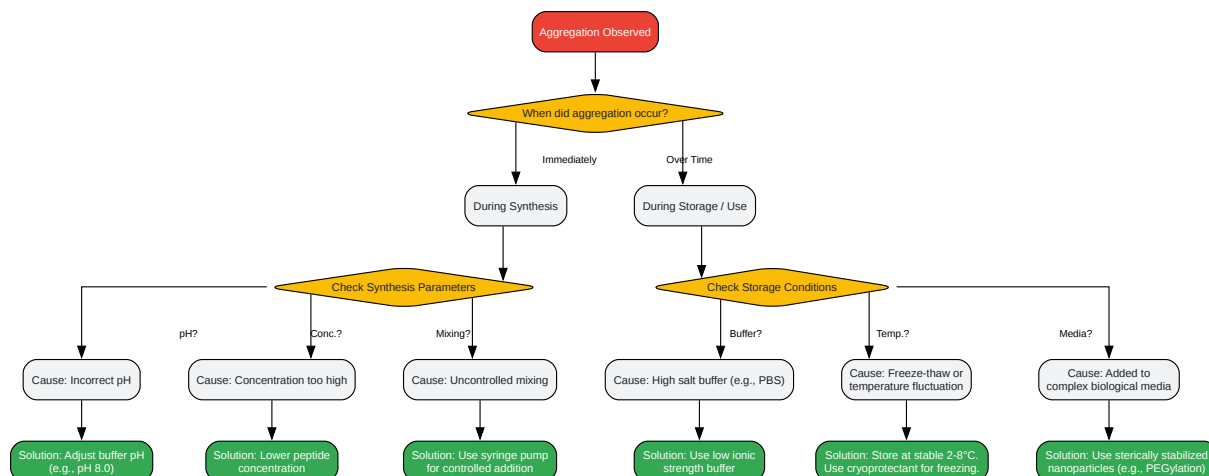 Aggregation Observed
When did aggregation occur?
Immediately
Over Time
During Synthesis
During Storage / Use
Check Synthesis Parameters
Check Storage Conditions
pH?
Conc.?
Mixing?
Buffer?
Temp.?
Media?
Cause: Incorrect pH
Cause: Concentration too high
Cause: Uncontrolled mixing
Cause: High salt buffer (e.g., PBS)
Cause: Freeze-thaw or
temperature fluctuation
Cause: Added to
complex biological media
Solution: Adjust buffer pH
(e.g., pH 8.0)
Solution: Lower peptide
concentration
Solution: Use syringe pump
for controlled addition
Solution: Use low ionic
strength buffer
Solution: Store at stable 2-8°C.
Use cryoprotectant for freezing.
Solution: Use sterically stabilized
nanoparticles (e.g., PEGylation)